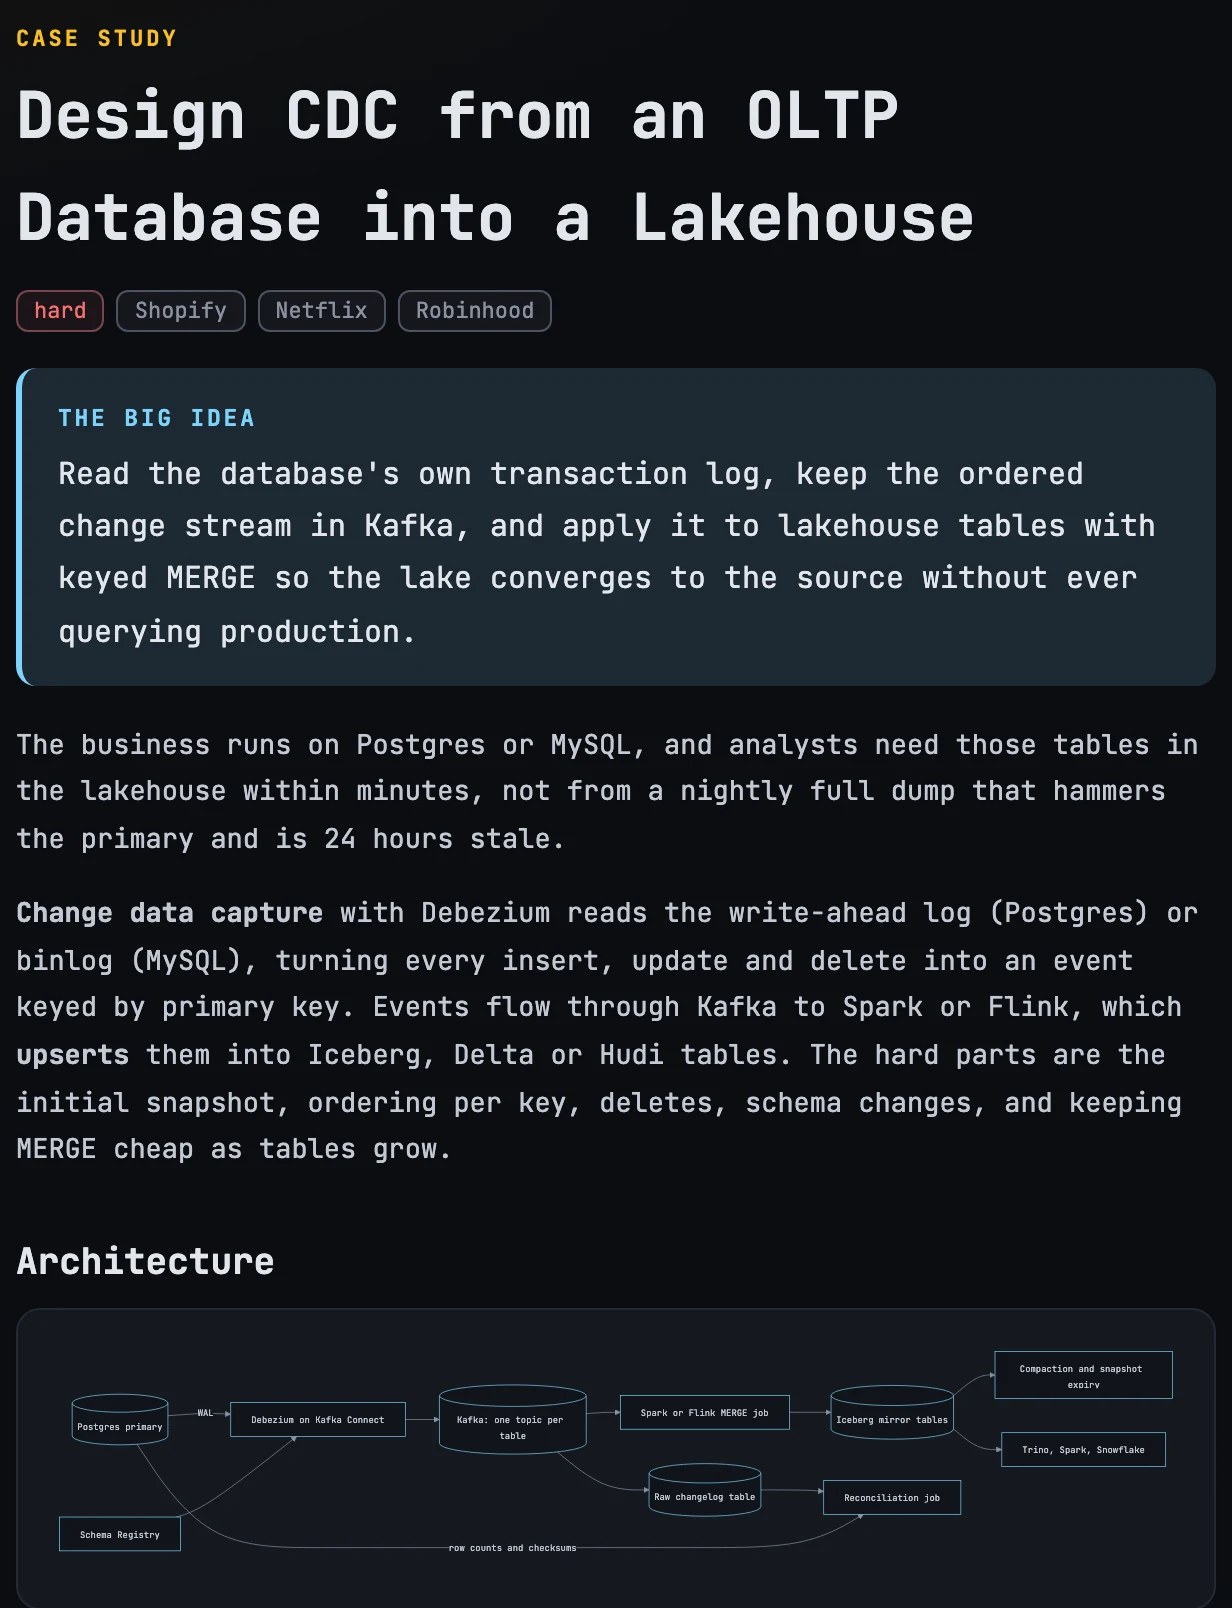 CASE STUDY
Design CDC from an OLTP
Database into a Lakehouse
hard Shopify Netflix Robinhood
THE BIG IDEA
Read the database's own transaction log, keep the ordered
change stream in Kafka, and apply it to lakehouse tables with
keyed MERGE so the lake converges to the source without ever
querying production.
The business runs on Postgres or MySQL, and analysts need those tables in
the lakehouse within minutes, not from a nightly full dump that hammers
the primary and is 24 hours stale.
Change data capture with Debezium reads the write-ahead log (Postgres) or
binlog (MySQL), turning every insert, update and delete into an event
keyed by primary key. Events flow through Kafka to Spark or Flink, which
upserts them into Iceberg, Delta or Hudi tables. The hard parts are the
initial snapshot, ordering per key, deletes, schema changes, and keeping
MERGE cheap as tables grow.
Architecture
Postgres primary
WAL
Debezium on Kafka Connect
Kafka: one topic per
table
Spark or Flink MERGE job
Iceberg mirror tables
Compaction and snapshot
expiry
Trino, Spark, Snowflake
Raw changelog table
Reconciliation job
Schema Registry
row counts and checksums